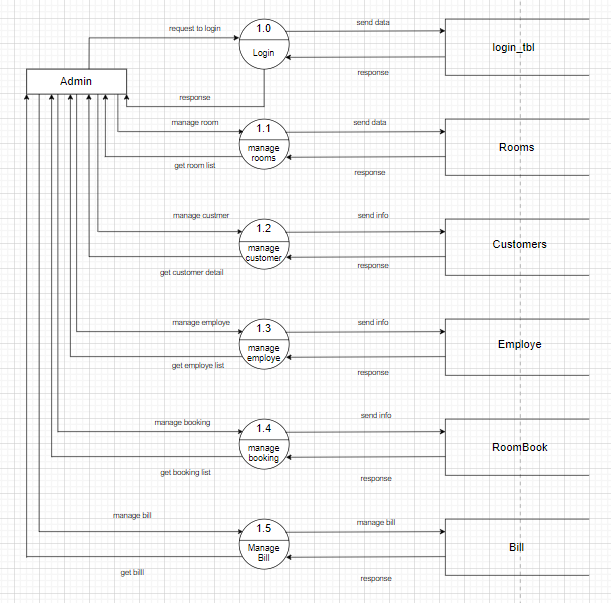 send data
request to login
1.0
Login
login_tbl
response
Admin
response
manage room
send data
1.1
manage
rooms
Rooms
get room list
response
manage custmer
send info
1.2
manage
customer
Customers
get customer detail
response
manage employe
send info
1.3
manage
employe
Employe
get employe list
response
manage booking
send info
1.4
manage
booking
RoomBook
get booking list
response
manage bill
manage bill
1.5
Manage
Bill
Bill
get billl
response